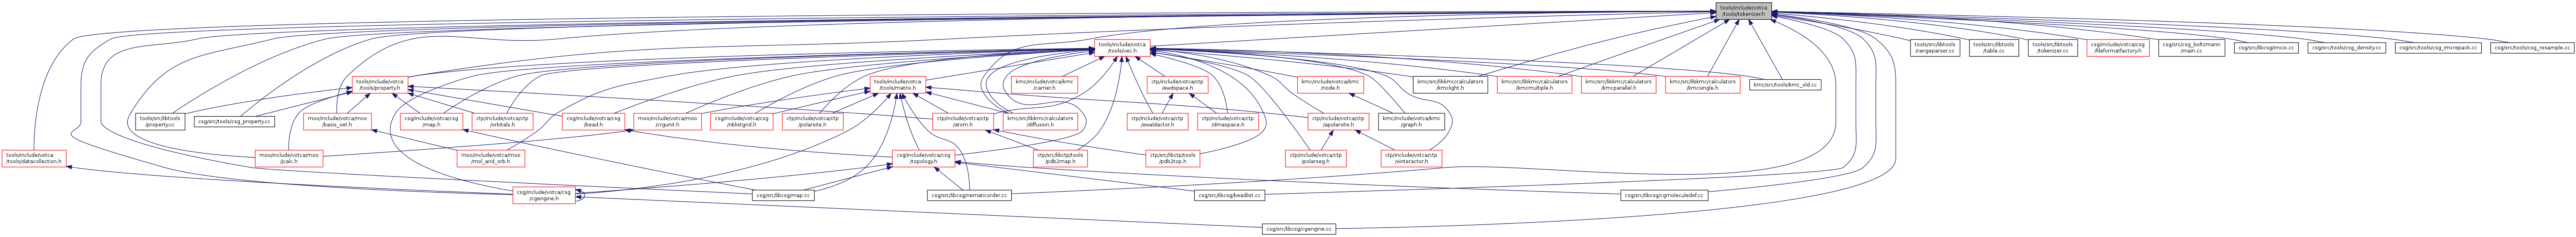 tools/include/votca
/tools/tokenizer.h
tools/include/votca
/tools/vec.h
tools/src/libtools
/rangeparser.cc
tools/src/libtools
/table.cc
tools/src/libtools
/tokenizer.cc
csg/include/votca/csg
/fileformatfactory.h
csg/src/csg_boltzmann
/main.cc
csg/src/libcsg/imcio.cc
csg/src/tools/csg_density.cc
csg/src/tools/csg_imcrepack.cc
csg/src/tools/csg_resample.cc
tools/include/votca
/tools/property.h
tools/include/votca
/tools/matrix.h
kmc/include/votca/kmc
/carrier.h
ctp/include/votca/ctp
/ewdspace.h
kmc/include/votca/kmc
/node.h
kmc/src/libkmc/calculators
/kmclight.h
kmc/src/libkmc/calculators
/kmcmultiple.h
kmc/src/libkmc/calculators
/kmcparallel.h
kmc/src/libkmc/calculators
/kmcsingle.h
kmc/src/tools/kmc_old.cc
tools/src/libtools
/property.cc
csg/src/tools/csg_property.cc
moo/include/votca/moo
/basis_set.h
csg/include/votca/csg
/map.h
ctp/include/votca/ctp
/orbitals.h
csg/include/votca/csg
/bead.h
moo/include/votca/moo
/crgunit.h
csg/include/votca/csg
/nblistgrid.h
ctp/include/votca/ctp
/polarsite.h
ctp/include/votca/ctp
/atom.h
kmc/src/libkmc/calculators
/diffusion.h
ctp/include/votca/ctp
/ewaldactor.h
ctp/include/votca/ctp
/dmaspace.h
ctp/include/votca/ctp
/apolarsite.h
kmc/include/votca/kmc
/graph.h
tools/include/votca
/tools/datacollection.h
moo/include/votca/moo
/jcalc.h
moo/include/votca/moo
/mol_and_orb.h
csg/include/votca/csg
/topology.h
ctp/src/libctp/tools
/pdb2map.h
ctp/src/libctp/tools
/pdb2top.h
ctp/include/votca/ctp
/polarseg.h
ctp/include/votca/ctp
/xinteractor.h
csg/include/votca/csg
/cgengine.h
csg/src/libcsg/map.cc
csg/src/libcsg/nematicorder.cc
csg/src/libcsg/beadlist.cc
csg/src/libcsg/cgmoleculedef.cc
csg/src/libcsg/cgengine.cc